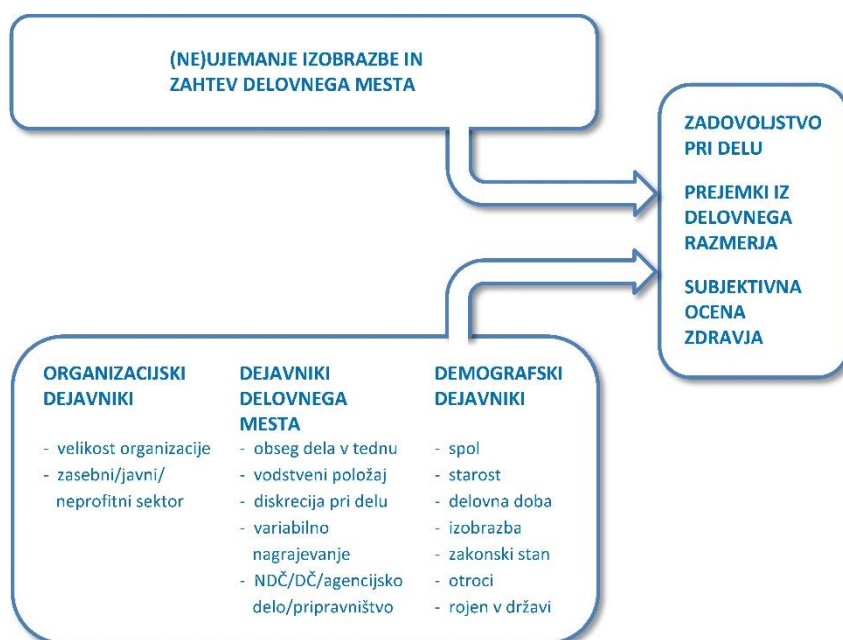 (NE)UJEMANJE IZOBRAZBE IN
ZAHTEV DELOVNEGA MESTA
ZADOVOLJSTVO
PRI DELU
PREJEMKI IZ
DELOVNEGA
RAZMERJA
SUBJEKTIVNA
OCENA
ZDRAVJA
ORGANIZACIJSKI
DEJAVNIKI
- velikost organizacije
- zasebni/javni/
neprofitni sektor
DEJAVNIKI
DELOVNEGA
MESTA
- obseg dela v tednu
- vodstveni položaj
- diskrecija pri delu
- variabilno
nagrajevanje
- NDČ/DČ/agencijsko
delo/pripravništvo
DEMOGRAFSKI
DEJAVNIKI
- spol
- starost
- delovna doba
- izobrazba
- zakonski stan
- otroci
- rojen v državi